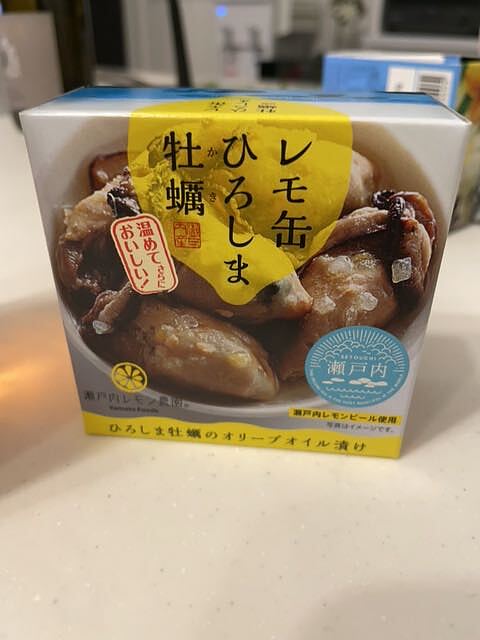 レモ缶
ひろしま
牡蠣
かき
温めて
さらに
おいしい!
SETOUCHI
瀬戸内
瀬戸内レモン農園®
Yamato Foods
瀬戸内レモンピール使用
写真はイメージです。
ひろしま牡蠣のオリーブオイル漬け